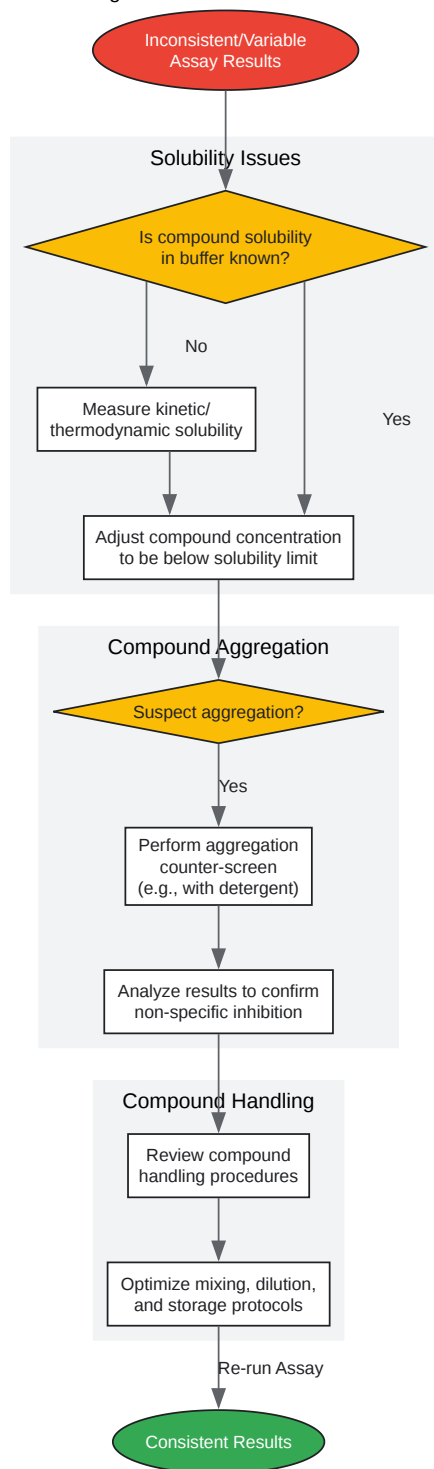 Inconsistent/Variable
Assay Results
Solubility Issues
Is compound solubility
in buffer known?
No
Yes
Measure kinetic/
thermodynamic solubility
Adjust compound concentration
to be below solubility limit
Compound Aggregation
Suspect aggregation?
Yes
Perform aggregation
counter-screen
(e.g., with detergent)
Analyze results to confirm
non-specific inhibition
Compound Handling
Review compound
handling procedures
Optimize mixing, dilution,
and storage protocols
Re-run Assay
Consistent Results